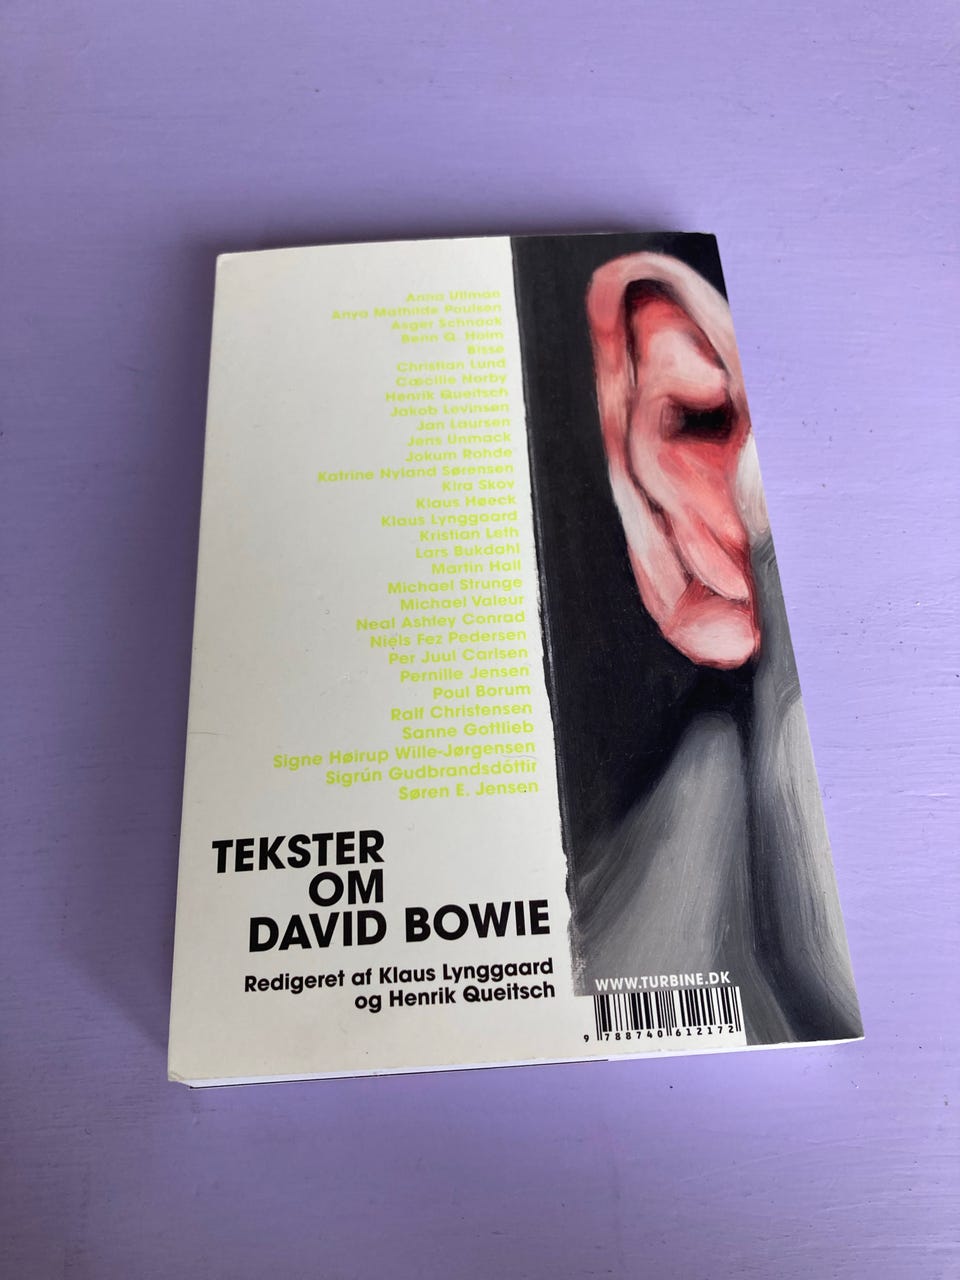 Anna Ullman
Anya Mathilde Poulsen
Asger Schnack
Benn Q. Holm
Bisse
Christian Lund
Cæcilie Norby
Henrik Queitsch
Jakob Levinsen
Jan Laursen
Jens Unmack
Jokum Rohde
Katrine Nyland Sørensen
Kira Skov
Klaus Høeck
Klaus Lynggaard
Kristian Leth
Lars Bukdahl
Martin Hall
Michael Strunge
Michael Valeur
Neal Ashley Conrad
Niels Fez Pedersen
Per Juul Carlsen
Pernille Jensen
Poul Borum
Ralf Christensen
Sanne Gottlieb
Signe Høirup Wille-Jørgensen
Sigrún Gudbrandsdóttir
Søren E. Jensen
TEKSTER
OM
DAVID BOWIE
Redigeret af Klaus Lynggaard
og Henrik Queitsch
WWW.TURBINE.DK
9 788740 612172